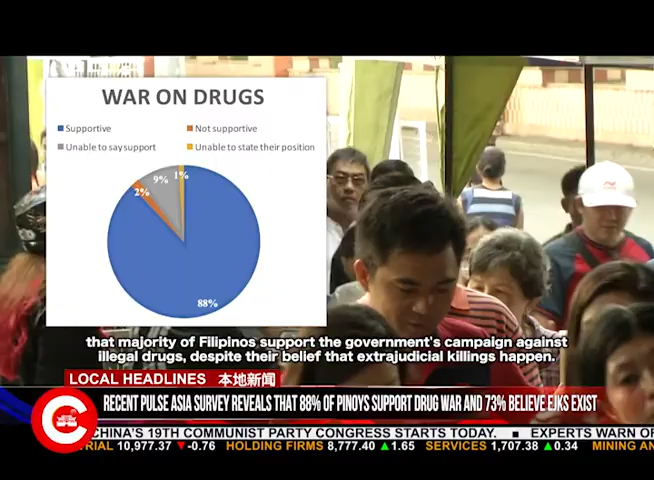 WAR ON DRUGS
Supportive
Not supportive
Unable to say support
Unable to state their position
9%
1%
2%
88%
that majority of Filipinos support the government's campaign against
illegal drugs, despite their belief that extrajudicial killings happen.
LOCAL HEADLINES 本地新闻
RECENT PULSE ASIA SURVEY REVEALS THAT 88% OF PINOYS SUPPORT DRUG WAR AND 73% BELIEVE EJKS EXIST
CHINA'S 19TH COMMUNIST PARTY CONGRESS STARTS TODAY. ■ EXPERTS WARN
10,977.37 ▼ -0.76 HOLDING FIRMS 8,777.40 ▲ 1.65 SERVICES 1,707.38 ▲ 0.34 MINING